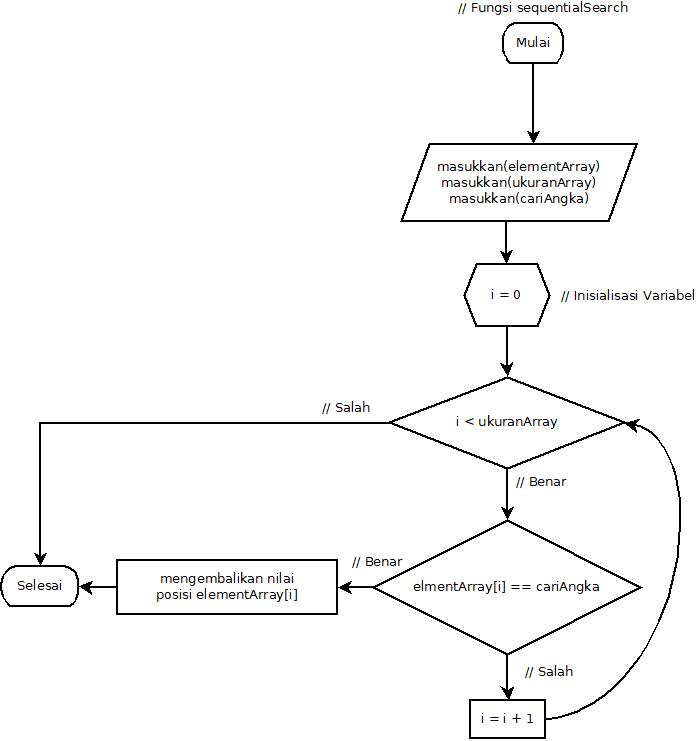 // Fungsi sequentialSearch
Mulai
masukkan(elementArray)
masukkan(ukuranArray)
masukkan(cariAngka)
i = 0
// Inisialisasi Variabel
// Salah
i < ukuranArray
// Benar
// Benar
elmentArray[i] == cariAngka
mengembalikan nilai
posisi elementArray[i]
Selesai
// Salah
i = i + 1